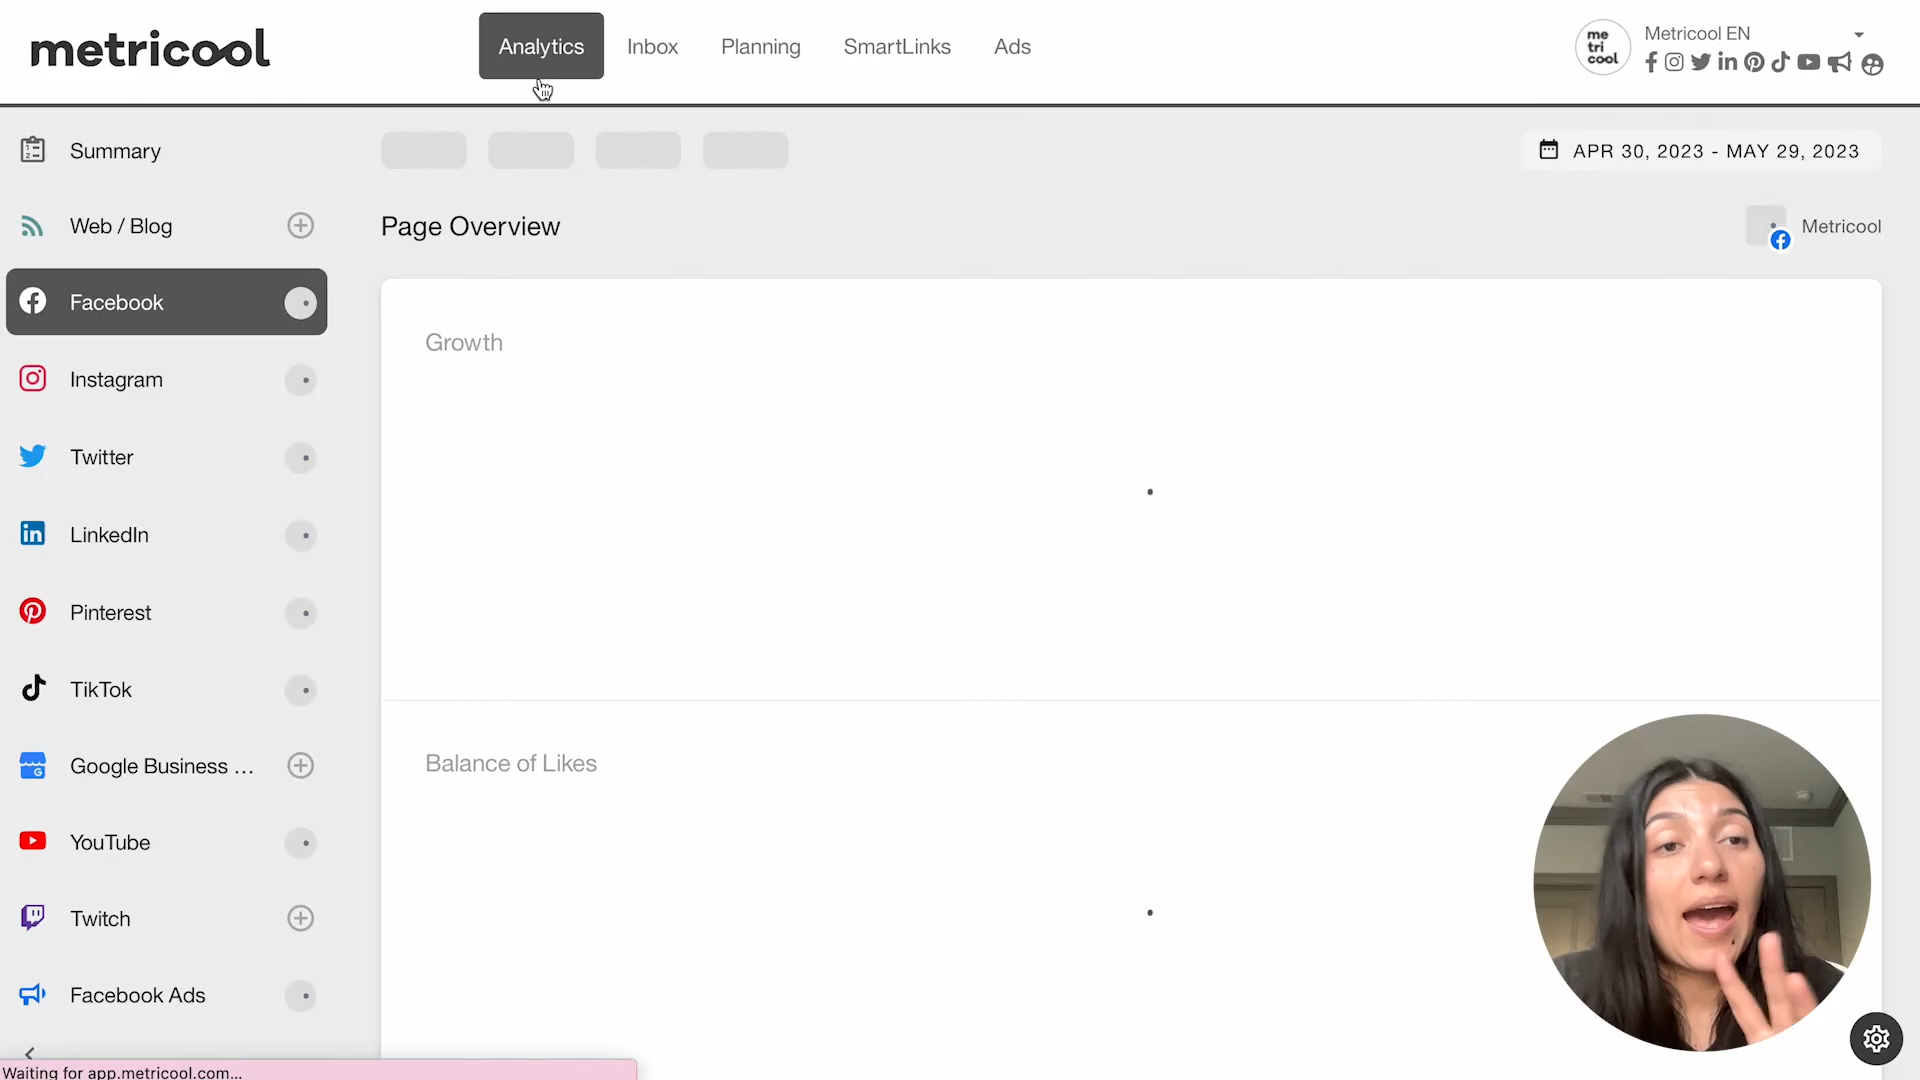 metricool
Analytics
Inbox
Planning
SmartLinks
Ads
me
tri
cool
Metricool EN
Summary
APR 30, 2023 - MAY 29, 2023
Web / Blog
Page Overview
Metricool
Facebook
Growth
Instagram
Twitter
LinkedIn
Pinterest
TikTok
Google Business ...
Balance of Likes
YouTube
Twitch
Facebook Ads
Waiting for app.metricool.com...